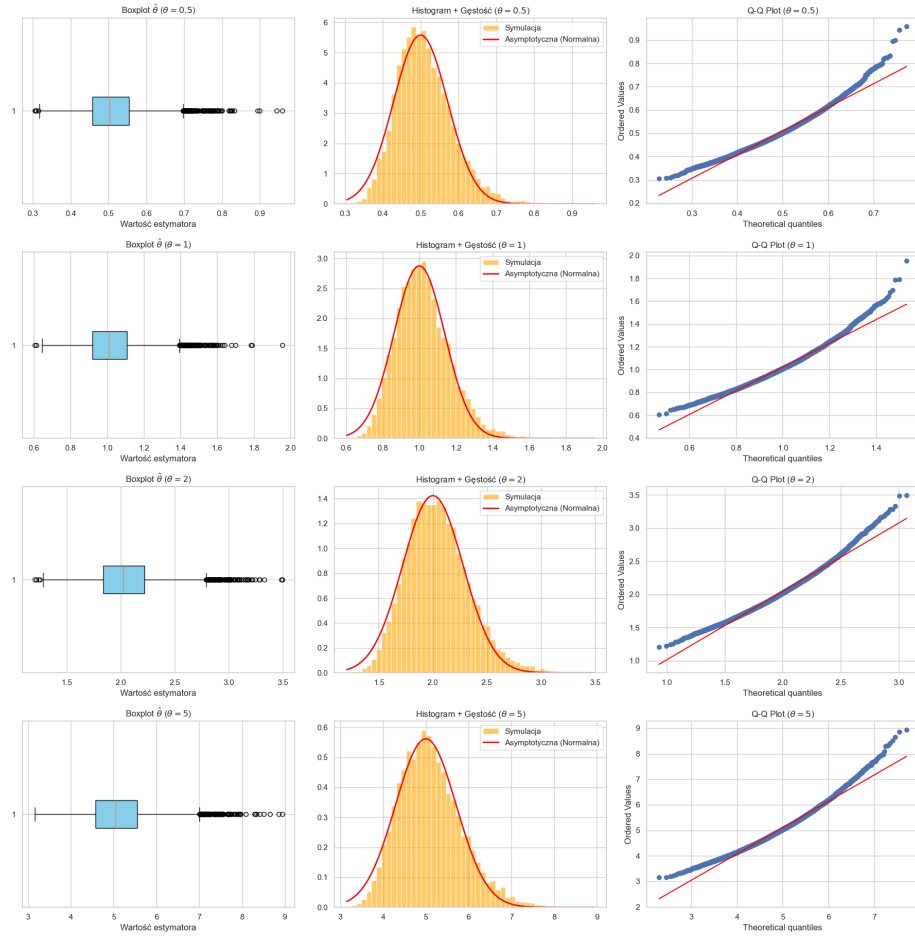 Boxplot θ̂ (θ = 0.5)
1
0.3 0.4 0.5 0.6 0.7 0.8 0.9
Wartość estymatora
Histogram + Gęstość (θ = 0.5)
Symulacja
Asymptotyczna (Normalna)
6
5
4
3
2
1
0
0.3 0.4 0.5 0.6 0.7 0.8 0.9
Q-Q Plot (θ = 0.5)
Ordered Values
0.9
0.8
0.7
0.6
0.5
0.4
0.3
0.2
0.3 0.4 0.5 0.6 0.7
Theoretical quantiles
Boxplot θ̂ (θ = 1)
1
0.6 0.8 1.0 1.2 1.4 1.6 1.8 2.0
Wartość estymatora
Histogram + Gęstość (θ = 1)
Symulacja
Asymptotyczna (Normalna)
3.0
2.5
2.0
1.5
1.0
0.5
0.0
0.6 0.8 1.0 1.2 1.4 1.6 1.8 2.0
Q-Q Plot (θ = 1)
Ordered Values
2.0
1.8
1.6
1.4
1.2
1.0
0.8
0.6
0.4
0.6 0.8 1.0 1.2 1.4
Theoretical quantiles
Boxplot θ̂ (θ = 2)
1
1.5 2.0 2.5 3.0 3.5
Wartość estymatora
Histogram + Gęstość (θ = 2)
Symulacja
Asymptotyczna (Normalna)
1.4
1.2
1.0
0.8
0.6
0.4
0.2
0.0
1.5 2.0 2.5 3.0 3.5
Q-Q Plot (θ = 2)
Ordered Values
3.5
3.0
2.5
2.0
1.5
1.0
1.0 1.5 2.0 2.5 3.0
Theoretical quantiles
Boxplot θ̂ (θ = 5)
1
3 4 5 6 7 8 9
Wartość estymatora
Histogram + Gęstość (θ = 5)
Symulacja
Asymptotyczna (Normalna)
0.6
0.5
0.4
0.3
0.2
0.1
0.0
3 4 5 6 7 8 9
Q-Q Plot (θ = 5)
Ordered Values
9
8
7
6
5
4
3
2
3 4 5 6 7
Theoretical quantiles